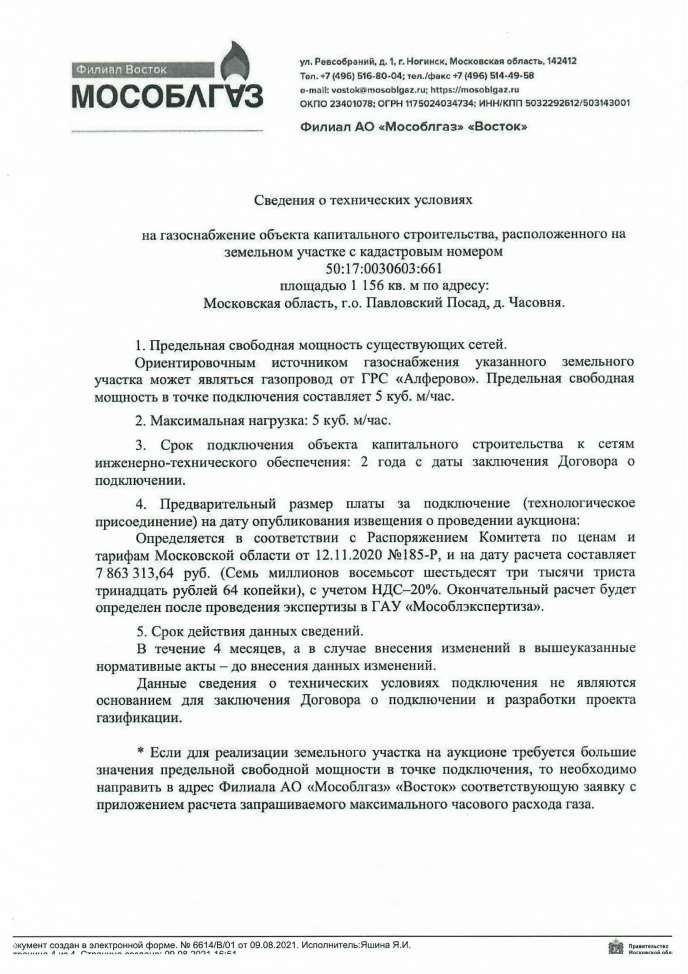 Филиал Восток
МОСОБЛГАЗ
ул. Ревсобраний, д. 1, г. Ногинск, Московская область, 142412
Тел. +7 (496) 516-80-04; тел./факс +7 (496) 514-49-58
e-mail: vostok@mosoblgaz.ru; https://mosoblgaz.ru
ОКПО 23401078; ОГРН 1175024034734; ИНН/КПП 5032292612/503143001
Филиал АО «Мособлгаз» «Восток»
Сведения о технических условиях
на газоснабжение объекта капитального строительства, расположенного на
земельном участке с кадастровым номером
50:17:0030603:661
площадью 1 156 кв. м по адресу:
Московская область, г.о. Павловский Посад, д. Часовня.
1. Предельная свободная мощность существующих сетей.
Ориентировочным источником газоснабжения указанного земельного
участка может являться газопровод от ГРС «Алферово». Предельная свободная
мощность в точке подключения составляет 5 куб. м/час.
2. Максимальная нагрузка: 5 куб. м/час.
3. Срок подключения объекта капитального строительства к сетям
инженерно-технического обеспечения: 2 года с даты заключения Договора о
подключении.
4. Предварительный размер платы за подключение (технологическое
присоединение) на дату опубликования извещения о проведении аукциона:
Определяется в соответствии с Распоряжением Комитета по ценам и
тарифам Московской области от 12.11.2020 №185-Р, и на дату расчета составляет
7 863 313,64 руб. (Семь миллионов восемьсот шестьдесят три тысячи триста
тринадцать рублей 64 копейки), с учетом НДС–20%. Окончательный расчет будет
определен после проведения экспертизы в ГАУ «Мособлэкспертиза».
5. Срок действия данных сведений.
В течение 4 месяцев, а в случае внесения изменений в вышеуказанные
нормативные акты – до внесения данных изменений.
Данные сведения о технических условиях подключения не являются
основанием для заключения Договора о подключении и разработки проекта
газификации.
* Если для реализации земельного участка на аукционе требуется большие
значения предельной свободной мощности в точке подключения, то необходимо
направить в адрес Филиала АО «Мособлгаз» «Восток» соответствующую заявку с
приложением расчета запрашиваемого максимального часового расхода газа.
окумент создан в электронной форме. № 6614/В/01 от 09.08.2021. Исполнитель:Яшина Я.И.
Правительство
Московской обла